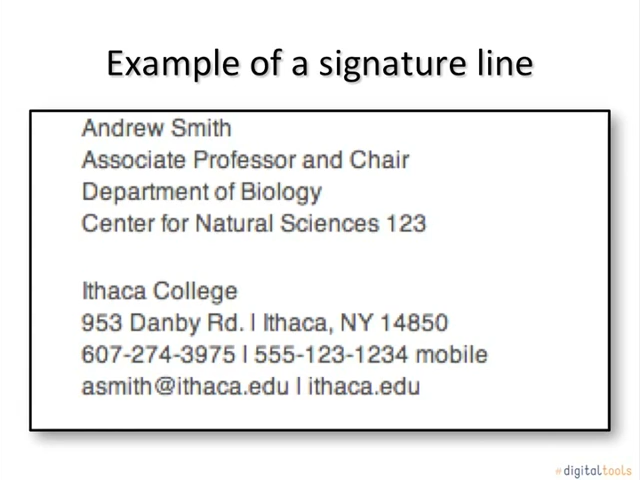 Example of a signature line
Andrew Smith
Associate Professor and Chair
Department of Biology
Center for Natural Sciences 123
Ithaca College
953 Danby Rd. | Ithaca, NY 14850
607-274-3975 | 555-123-1234 mobile
asmith@ithaca.edu | ithaca.edu
#digitaltools